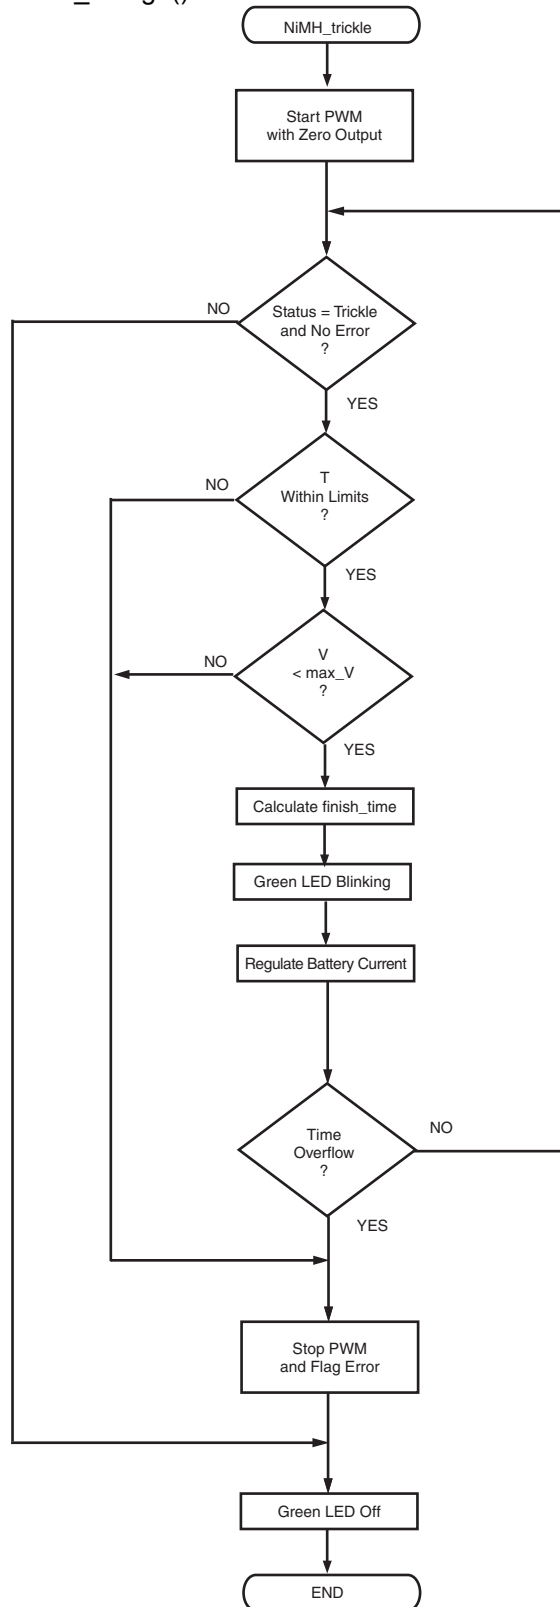 NiMH_trickle
Start PWM
with Zero Output
NO
Status = Trickle
and No Error
?
YES
NO
T
Within Limits
?
YES
NO
V
< max_V
?
YES
Calculate finish_time
Green LED Blinking
Regulate Battery Current
Time
Overflow
?
NO
YES
Stop PWM
and Flag Error
Green LED Off
END